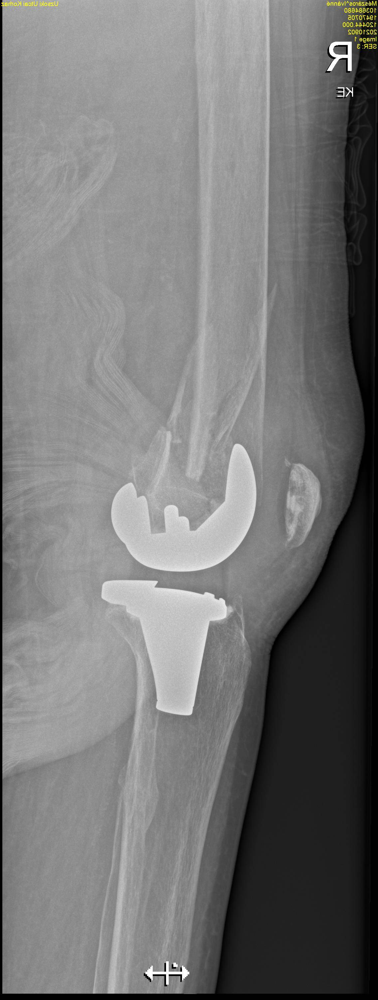 Uzsoki Utcai Korhaz
Mészáros^Ivánné
103684680
19470705
120444.000
20210902
Image 1
SER: 3
R
KE